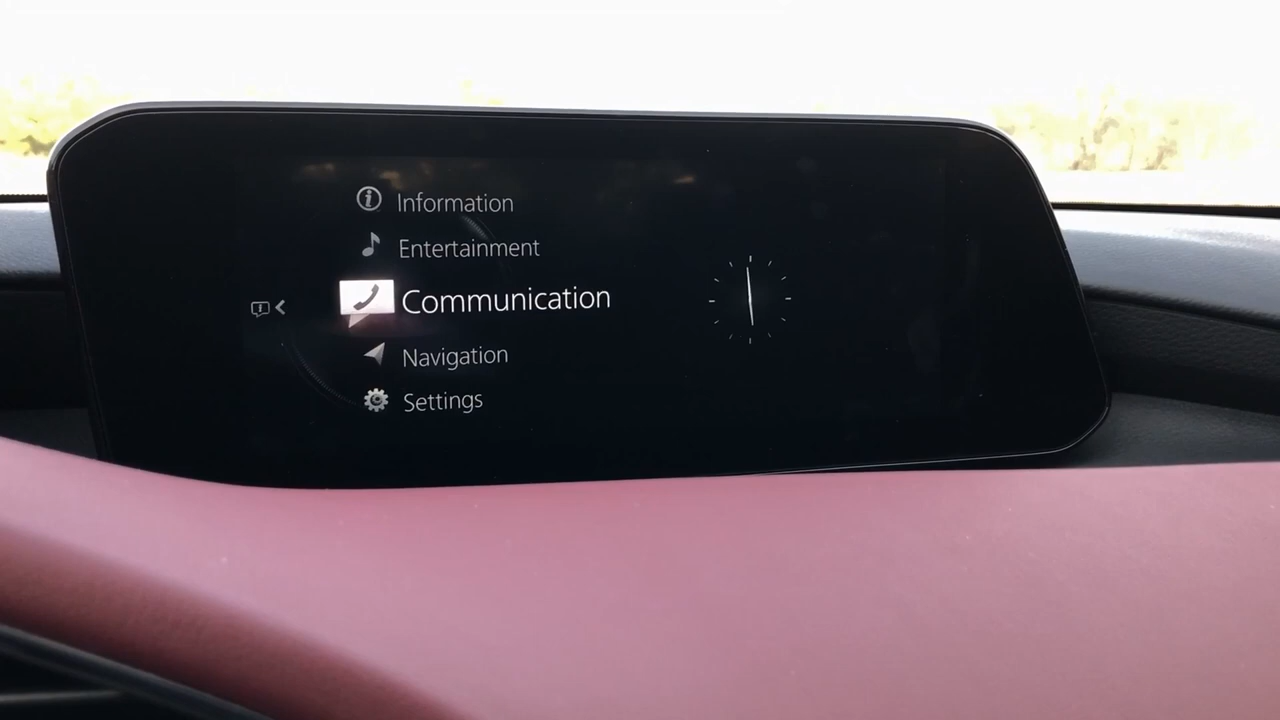 Information
Entertainment
Communication
Navigation
Settings